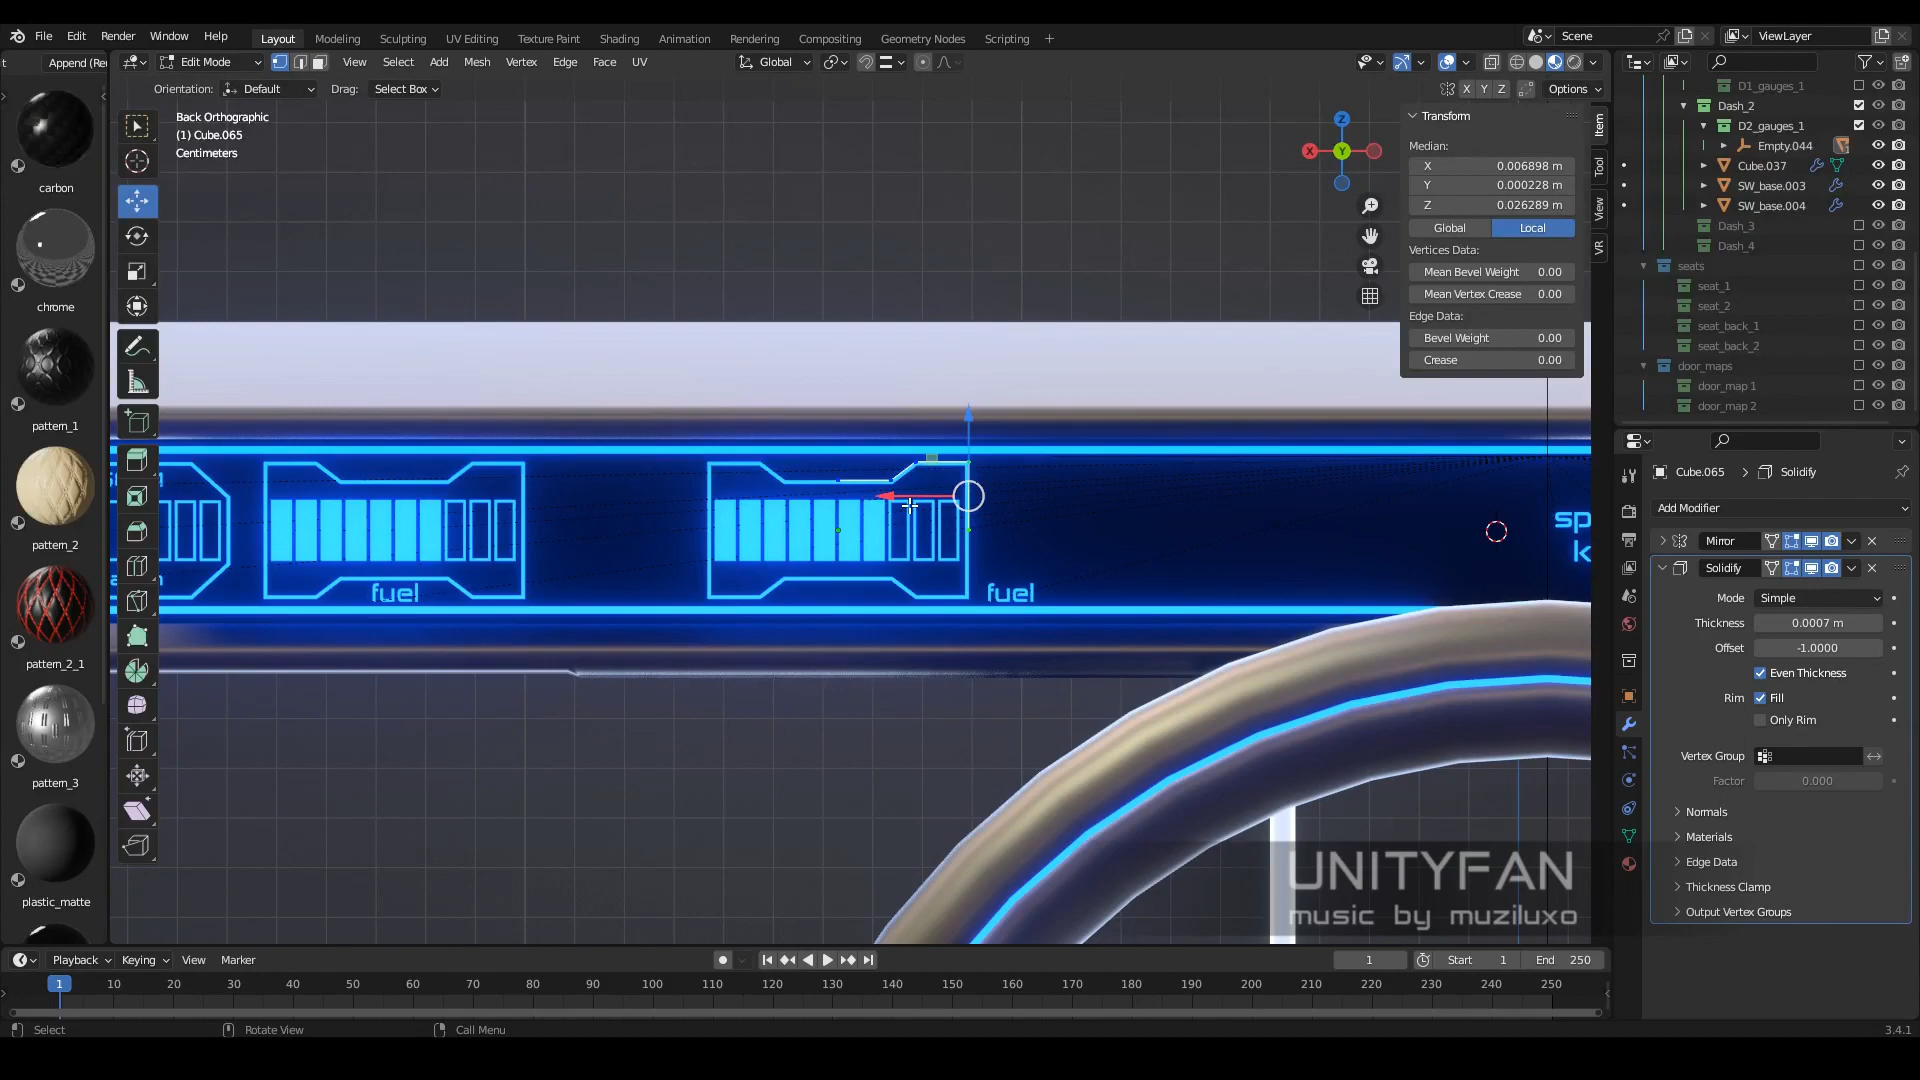 File Edit Render Window Help
Layout Modeling Sculpting UV Editing Texture Paint Shading Animation Rendering Compositing Geometry Nodes Scripting
Scene
ViewLayer
Append (Re
Edit Mode
View Select Add Mesh Vertex Edge Face UV
Global
Orientation: Default Drag: Select Box
X Y Z
Options
Back Orthographic
(1) Cube.065
Centimeters
carbon
chrome
pattern_1
pattern_2
pattern_2_1
pattern_3
plastic_matte
Z
X Y
Transform
Median:
X 0.006898 m
Y 0.000228 m
Z 0.026289 m
Global Local
Vertices Data:
Mean Bevel Weight 0.00
Mean Vertex Crease 0.00
Edge Data:
Bevel Weight 0.00
Crease 0.00
Item
Tool
View
VR
D1_gauges_1
Dash_2
D2_gauges_1
Empty.044
Cube.037
SW_base.003
SW_base.004
Dash_3
Dash_4
seats
seat_1
seat_2
seat_back_1
seat_back_2
door_maps
door_map 1
door_map 2
Cube.065 Solidify
Add Modifier
Mirror
Solidify
Mode Simple
Thickness 0.0007 m
Offset -1.0000
Even Thickness
Rim Fill
Only Rim
Vertex Group
Factor 0.000
Normals
Materials
Edge Data
Thickness Clamp
Output Vertex Groups
fuel
fuel
sp
k
UNITYFAN
music by muziluxo
Playback Keying View Marker
1
Start 1
End 250
1 10 20 30 40 50 60 70 80 90 100 110 120 130 140 150 160 170 180 190 200 210 220 230 240 250
Select Rotate View Call Menu
3.4.1